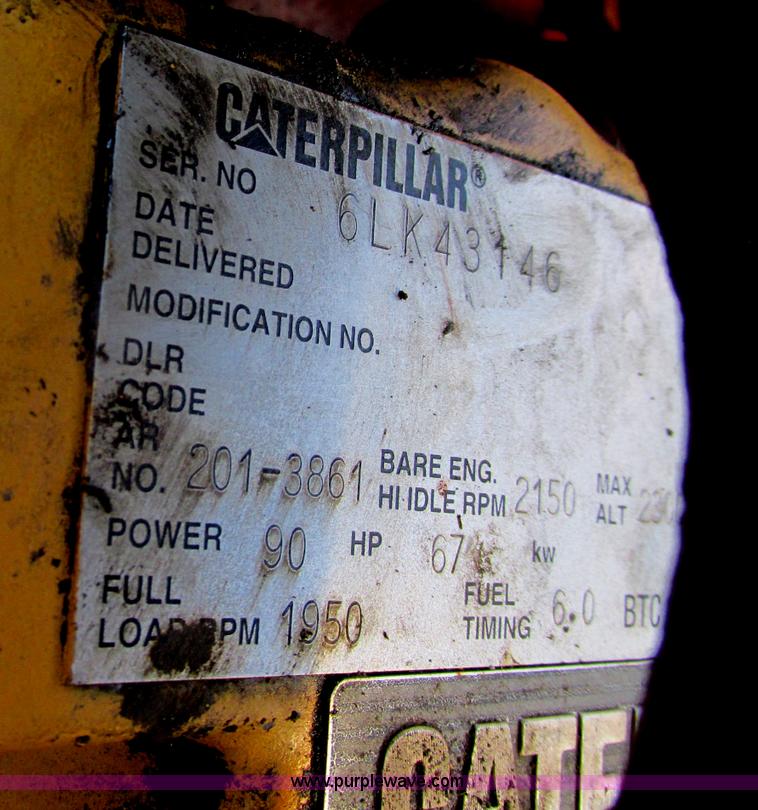 CATERPILLAR®
SER. NO 6LK43146
DATE
DELIVERED
MODIFICATION NO.
DLR
CODE
AR
NO. 201-3861 BARE ENG.
HI IDLE RPM 2150 MAX
ALT
POWER 90 HP 67 kw
FULL
LOAD RPM 1950 FUEL
TIMING 6.0 BTC
www.purplewave.com